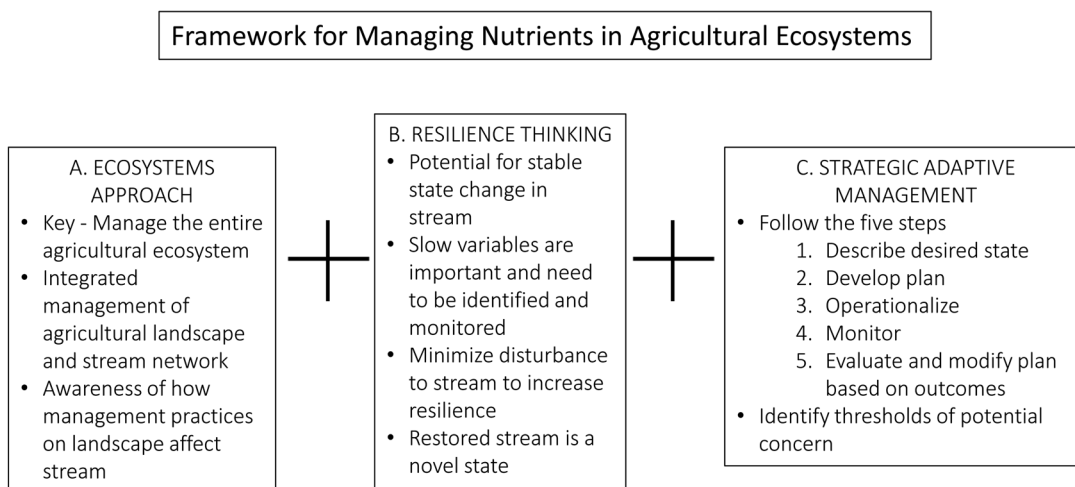 Framework for Managing Nutrients in Agricultural Ecosystems
A. ECOSYSTEMS
APPROACH
• Key - Manage the entire
agricultural ecosystem
• Integrated
management of
agricultural landscape
and stream network
• Awareness of how
management practices
on landscape affect
stream
B. RESILIENCE THINKING
• Potential for stable
state change in
stream
• Slow variables are
important and need
to be identified and
monitored
• Minimize disturbance
to stream to increase
resilience
• Restored stream is a
novel state
C. STRATEGIC ADAPTIVE
MANAGEMENT
• Follow the five steps
1. Describe desired state
2. Develop plan
3. Operationalize
4. Monitor
5. Evaluate and modify plan
based on outcomes
• Identify thresholds of potential
concern